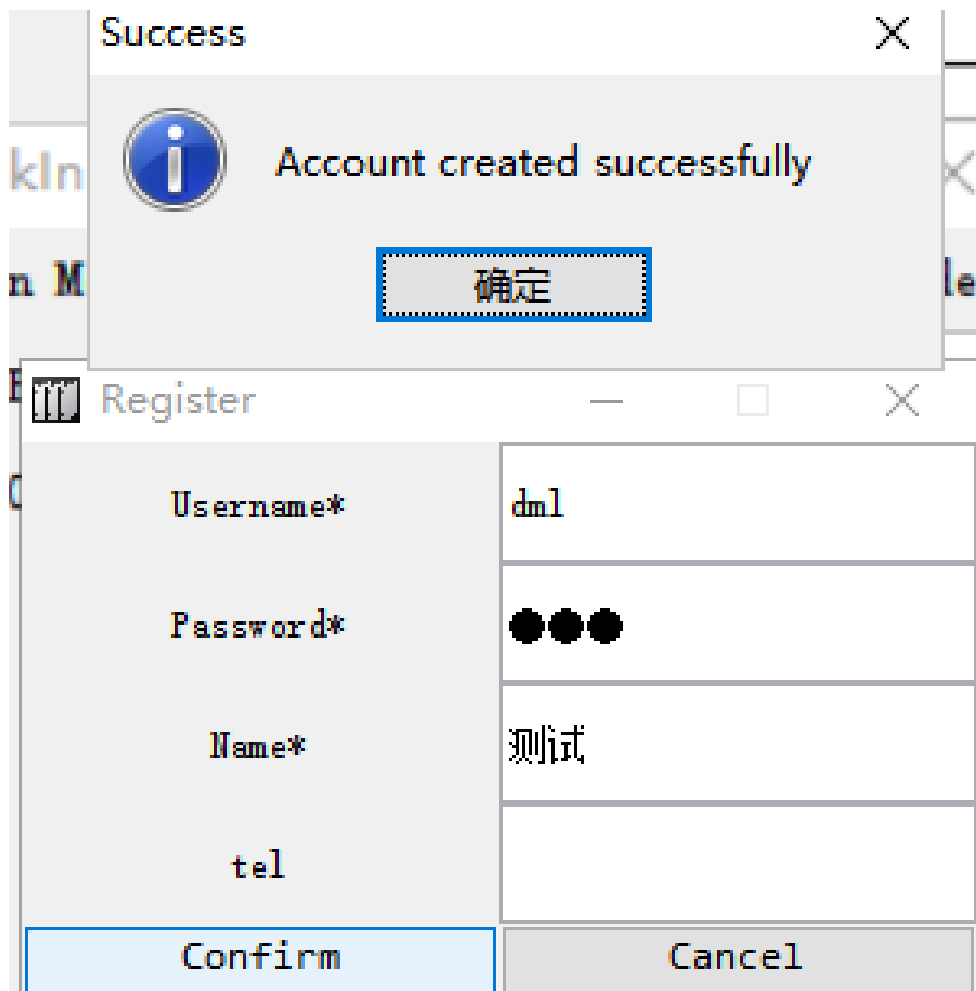 Success
Account created successfully
确定
Register
Username*
dml
Password*
Name*
测试
tel
Confirm
Cancel